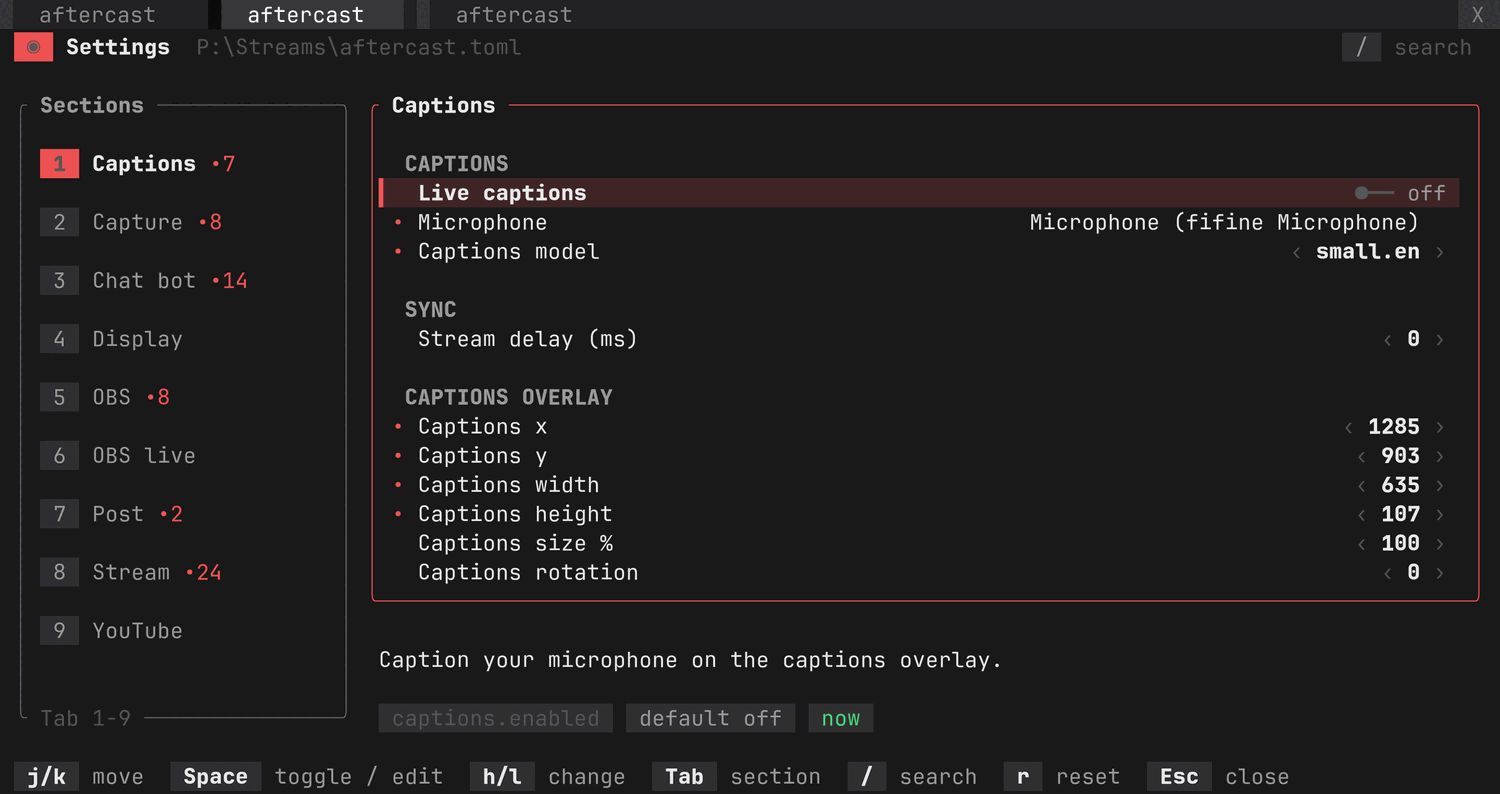 aftercast aftercast aftercast X
Settings P:\Streams\aftercast.toml / search
Sections
1 Captions •7
2 Capture •8
3 Chat bot •14
4 Display
5 OBS •8
6 OBS live
7 Post •2
8 Stream •24
9 YouTube
Tab 1-9
Captions
CAPTIONS
Live captions off
• Microphone Microphone (fifine Microphone)
• Captions model ‹ small.en ›
SYNC
Stream delay (ms) ‹ 0 ›
CAPTIONS OVERLAY
• Captions x ‹ 1285 ›
• Captions y ‹ 903 ›
• Captions width ‹ 635 ›
• Captions height ‹ 107 ›
Captions size % ‹ 100 ›
Captions rotation ‹ 0 ›
Caption your microphone on the captions overlay.
captions.enabled default off now
j/k move Space toggle / edit h/l change Tab section / search r reset Esc close